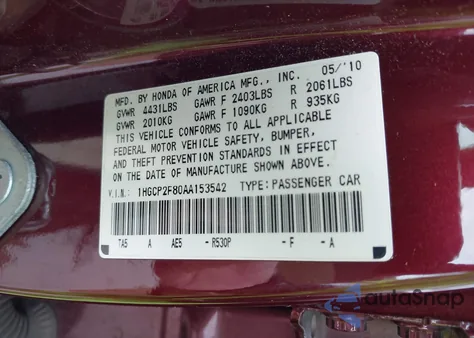 MFD. BY HONDA OF AMERICA MFG., INC. 05/'10
GVWR 4431LBS GAWR F 2403LBS R 2061LBS
GVWR 2010KG GAWR F 1090KG R 935KG
THIS VEHICLE CONFORMS TO ALL APPLICABLE
FEDERAL MOTOR VEHICLE SAFETY, BUMPER,
AND THEFT PREVENTION STANDARDS IN EFFECT
ON THE DATE OF MANUFACTURE SHOWN ABOVE.
V.I.N: 1HGCP2F80AA153542 TYPE:PASSENGER CAR
TA5 A AE5 - R530P - F - A
autoSnap